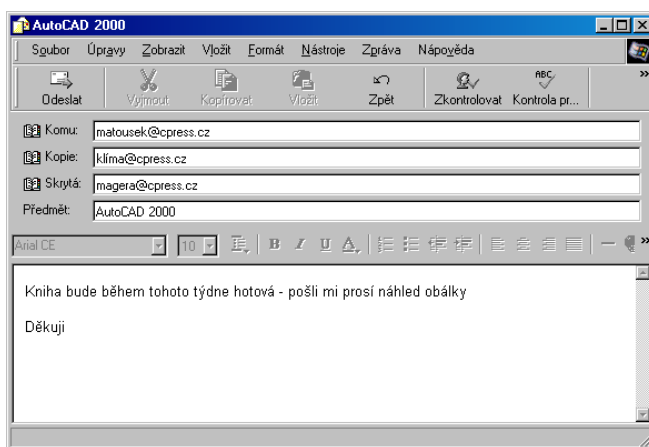 AutoCAD 2000
Soubor Úpravy Zobrazit Vložit Formát Nástroje Zpráva Nápověda
Odeslat Vyjmout Kopírovat Vložit Zpět Zkontrolovat Kontrola pr...
Komu: matousek@cpress.cz
Kopie: klíma@cpress.cz
Skrytá: magera@cpress.cz
Předmět: AutoCAD 2000
Arial CE 10 B I U A
Kniha bude během tohoto týdne hotová - pošli mi prosí náhled obálky
Děkuji